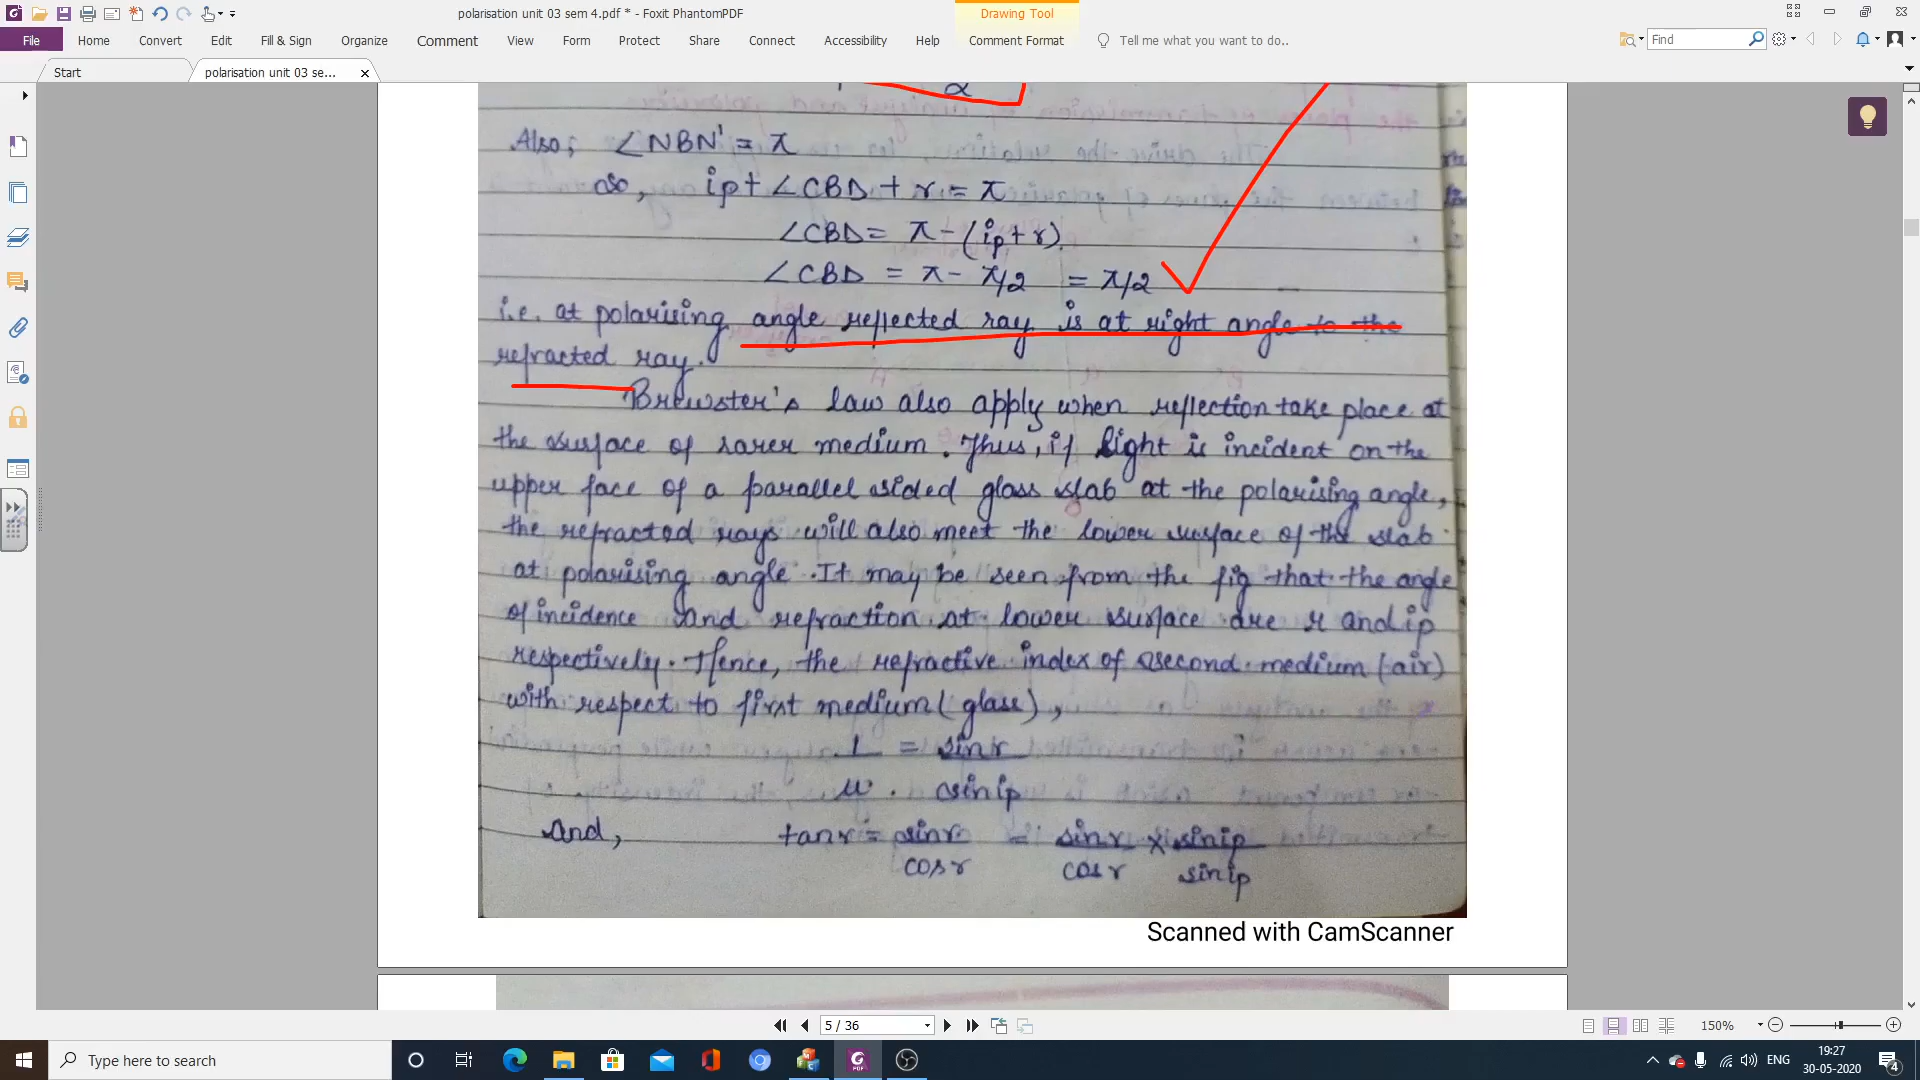 polarisation unit 03 sem 4.pdf * - Foxit PhantomPDF
Drawing Tool
File Home Convert Edit Fill & Sign Organize Comment View Form Protect Share Connect Accessibility Help Comment Format Tell me what you want to do.. Find
Start polarisation unit 03 se...
2
Also, ∠NBN' = π
so, ip + ∠CBD + r = π
∠CBD = π - (ip + r)
∠CBD = π - π/2 = π/2
i.e. at polarising angle reflected ray is at right angle to the
refracted ray.
Brewster's law also apply when reflection take place at
the surface of rarer medium. Thus, if light is incident on the
upper face of a parallel sided glass slab at the polarising angle,
the refracted rays will also meet the lower surface of the slab
at polarising angle. It may be seen from the fig that the angle
of incidence and refraction at lower surface are r and ip
respectively. Hence, the refractive index of second medium (air)
with respect to first medium (glass),
1 = sin r
μ sin ip
and, tan r = sin r = sin r × sin ip
cos r cos r sin ip
Scanned with CamScanner
5 / 36 150%
Type here to search ENG 19:27
30-05-2020 4